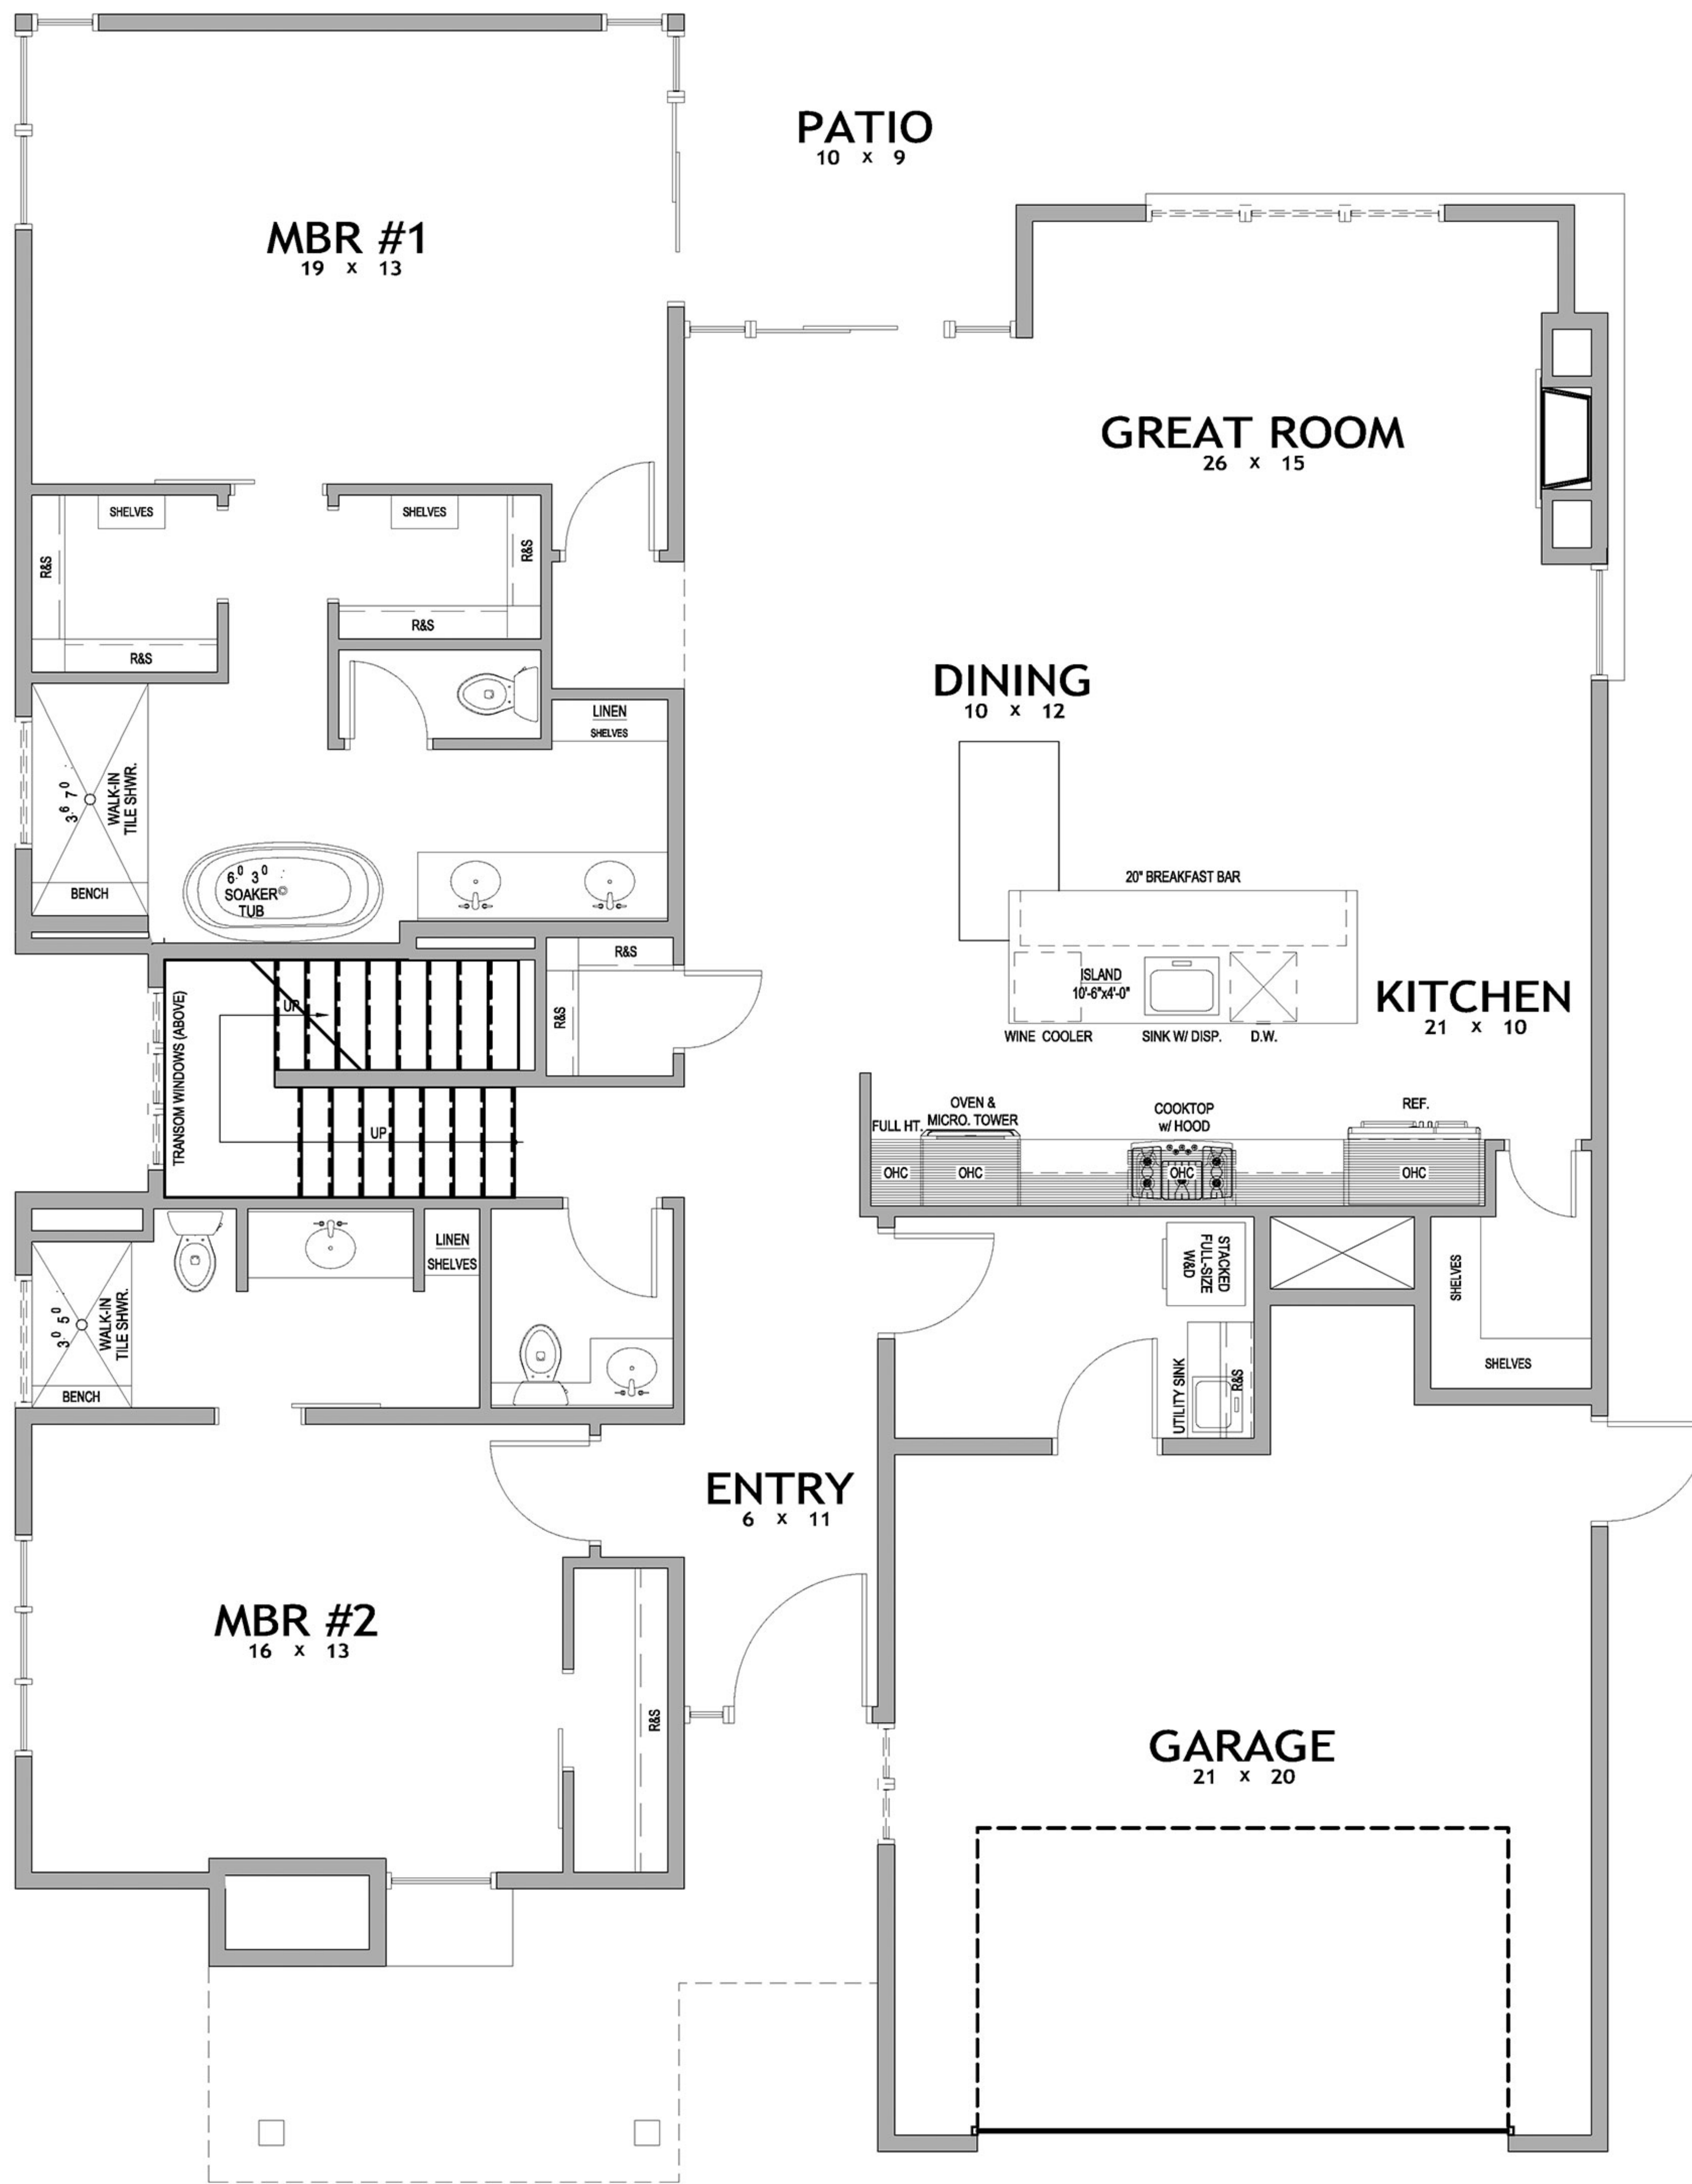 PATIO
10 x 9
MBR #1
19 x 13
GREAT ROOM
26 x 15
SHELVES
SHELVES
R&S
R&S
R&S
R&S
DINING
10 x 12
LINEN
SHELVES
3⁶ 7⁰
WALK-IN
TILE SHWR.
BENCH
6⁰ 3⁰
SOAKER
TUB
20" BREAKFAST BAR
ISLAND
10'-6"x4'-0"
WINE COOLER
SINK W/ DISP.
D.W.
KITCHEN
21 x 10
R&S
R&S
TRANSOM WINDOWS (ABOVE)
UP
UP
FULL HT.
OVEN &
MICRO. TOWER
COOKTOP
w/ HOOD
REF.
OHC
OHC
OHC
OHC
LINEN
SHELVES
3⁰ 5⁰
WALK-IN
TILE SHWR.
BENCH
STACKED
FULL-SIZE
W&D
UTILITY SINK
R&S
SHELVES
SHELVES
ENTRY
6 x 11
MBR #2
16 x 13
R&S
GARAGE
21 x 20